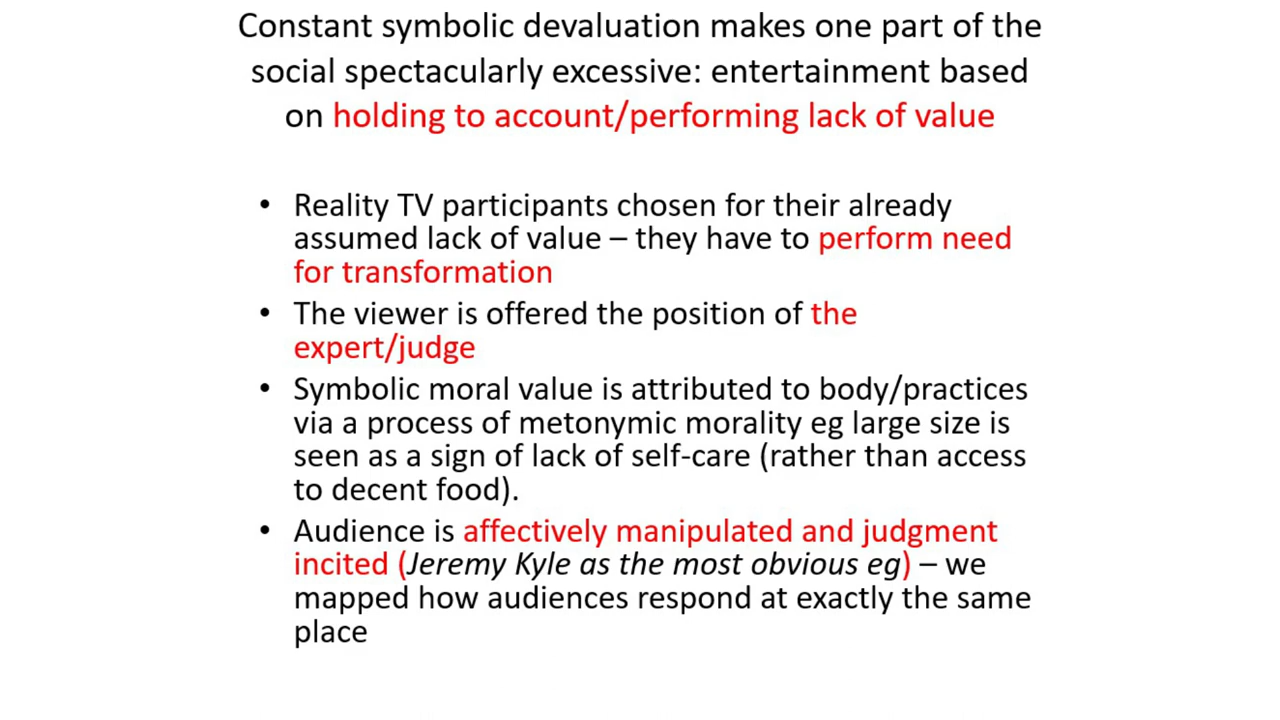 Constant symbolic devaluation makes one part of the
social spectacularly excessive: entertainment based
on holding to account/performing lack of value
• Reality TV participants chosen for their already
assumed lack of value – they have to perform need
for transformation
• The viewer is offered the position of the
expert/judge
• Symbolic moral value is attributed to body/practices
via a process of metonymic morality eg large size is
seen as a sign of lack of self-care (rather than access
to decent food).
• Audience is affectively manipulated and judgment
incited (Jeremy Kyle as the most obvious eg) – we
mapped how audiences respond at exactly the same
place